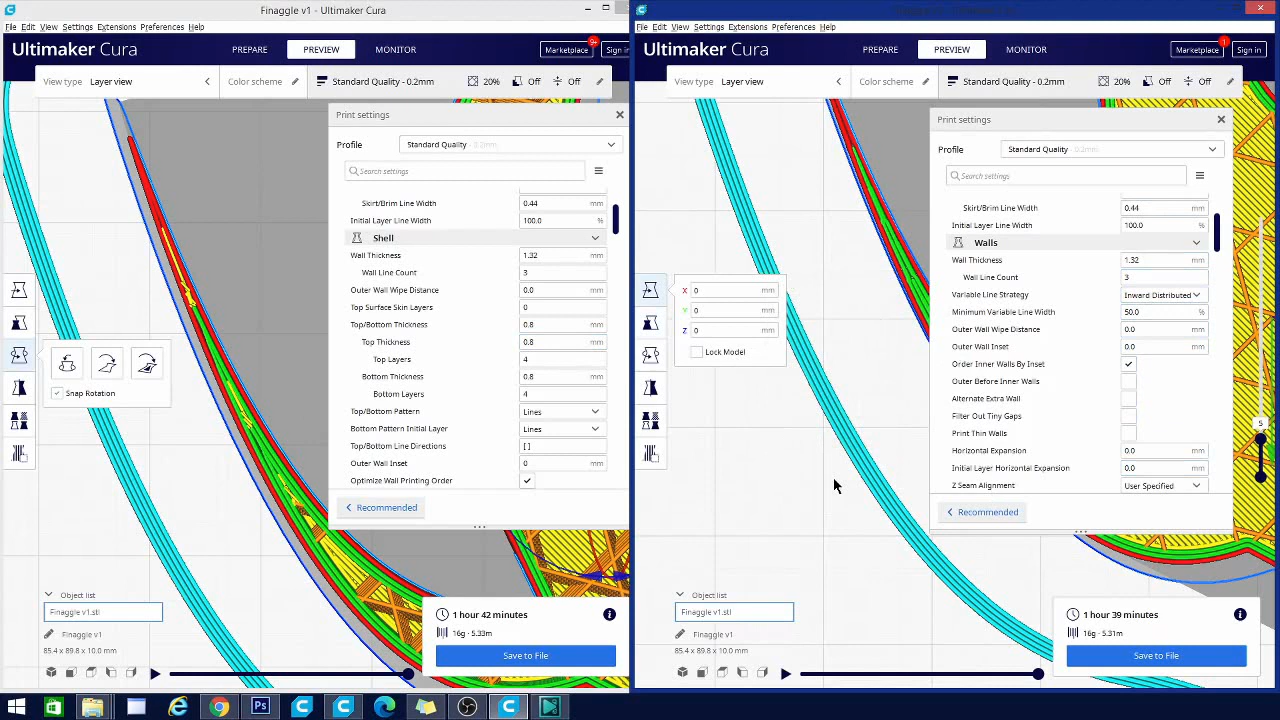 Finaggle v1 - Ultimaker Cura
File Edit View Settings Extensions Preferences Help
Ultimaker Cura
PREPARE
PREVIEW
MONITOR
Marketplace
9+
Sign in
View type Layer view
Color scheme
Standard Quality - 0.2mm
20%
Off
Off
Print settings
Profile
Standard Quality - 0.2mm
Search settings
Skirt/Brim Line Width 0.44 mm
Initial Layer Line Width 100.0 %
Shell
Wall Thickness 1.32 mm
Wall Line Count 3
Outer Wall Wipe Distance 0.0 mm
Top Surface Skin Layers 0
Top/Bottom Thickness 0.8 mm
Top Thickness 0.8 mm
Top Layers 4
Bottom Thickness 0.8 mm
Bottom Layers 4
Top/Bottom Pattern Lines
Bottom Pattern Initial Layer Lines
Top/Bottom Line Directions [ ]
Outer Wall Inset 0 mm
Optimize Wall Printing Order
Recommended
Snap Rotation
Object list
Finaggle v1.stl
Finaggle v1
85.4 x 89.8 x 10.0 mm
1 hour 42 minutes
16g · 5.33m
Save to File
File Edit View Settings Extensions Preferences Help
Ultimaker Cura
PREPARE
PREVIEW
MONITOR
Marketplace
1
Sign in
View type Layer view
Color scheme
Standard Quality - 0.2mm
20%
Off
Off
Print settings
Profile
Standard Quality - 0.2mm
Search settings
Skirt/Brim Line Width 0.44 mm
Initial Layer Line Width 100.0 %
Walls
Wall Thickness 1.32 mm
Wall Line Count 3
Variable Line Strategy Inward Distributed
Minimum Variable Line Width 50.0 %
Outer Wall Wipe Distance 0.0 mm
Outer Wall Inset 0.0 mm
Order Inner Walls By Inset
Outer Before Inner Walls
Alternate Extra Wall
Filter Out Tiny Gaps
Print Thin Walls
Horizontal Expansion 0.0 mm
Initial Layer Horizontal Expansion 0.0 mm
Z Seam Alignment User Specified
Recommended
X 0 mm
Y 0 mm
Z 0 mm
Lock Model
5
Object list
Finaggle v1.stl
Finaggle v1
85.4 x 89.8 x 10.0 mm
1 hour 39 minutes
16g · 5.31m
Save to File